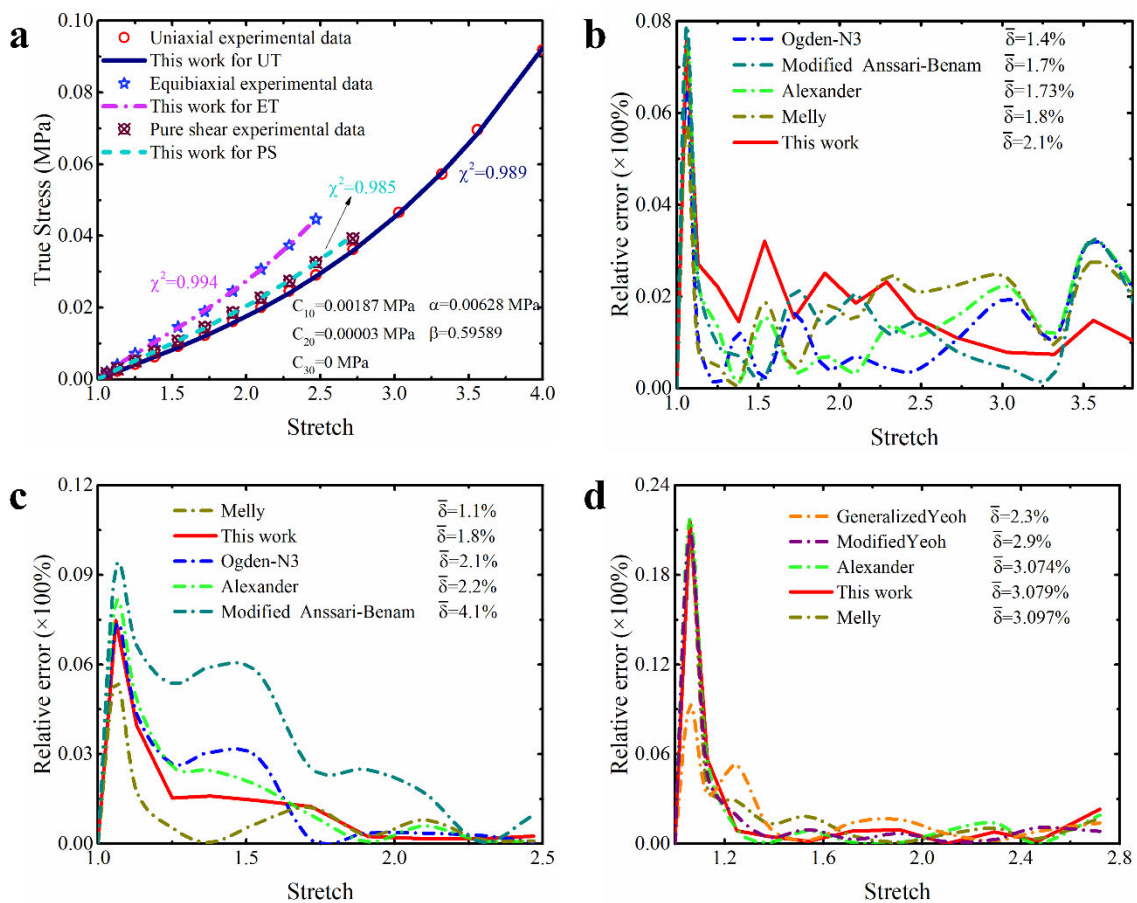 a
Uniaxial experimental data
This work for UT
Equibiaxial experimental data
This work for ET
Pure shear experimental data
This work for PS
χ²=0.985
χ²=0.989
χ²=0.994
C₁₀=0.00187 MPa α=0.00628 MPa
C₂₀=0.00003 MPa β=0.59589
C₃₀=0 MPa
0.10
0.08
0.06
0.04
0.02
0.00
True Stress (MPa)
1.0 1.5 2.0 2.5 3.0 3.5 4.0
Stretch
b
Ogden-N3 δ̄=1.4%
Modified Anssari-Benam δ̄=1.7%
Alexander δ̄=1.73%
Melly δ̄=1.8%
This work δ̄=2.1%
0.08
0.06
0.04
0.02
0.00
Relative error (×100%)
1.0 1.5 2.0 2.5 3.0 3.5
Stretch
c
Melly δ̄=1.1%
This work δ̄=1.8%
Ogden-N3 δ̄=2.1%
Alexander δ̄=2.2%
Modified Anssari-Benam δ̄=4.1%
0.12
0.09
0.06
0.03
0.00
Relative error (×100%)
1.0 1.5 2.0 2.5
Stretch
d
GeneralizedYeoh δ̄=2.3%
ModifiedYeoh δ̄=2.9%
Alexander δ̄=3.074%
This work δ̄=3.079%
Melly δ̄=3.097%
0.24
0.18
0.12
0.06
0.00
Relative error (×100%)
1.2 1.6 2.0 2.4 2.8
Stretch